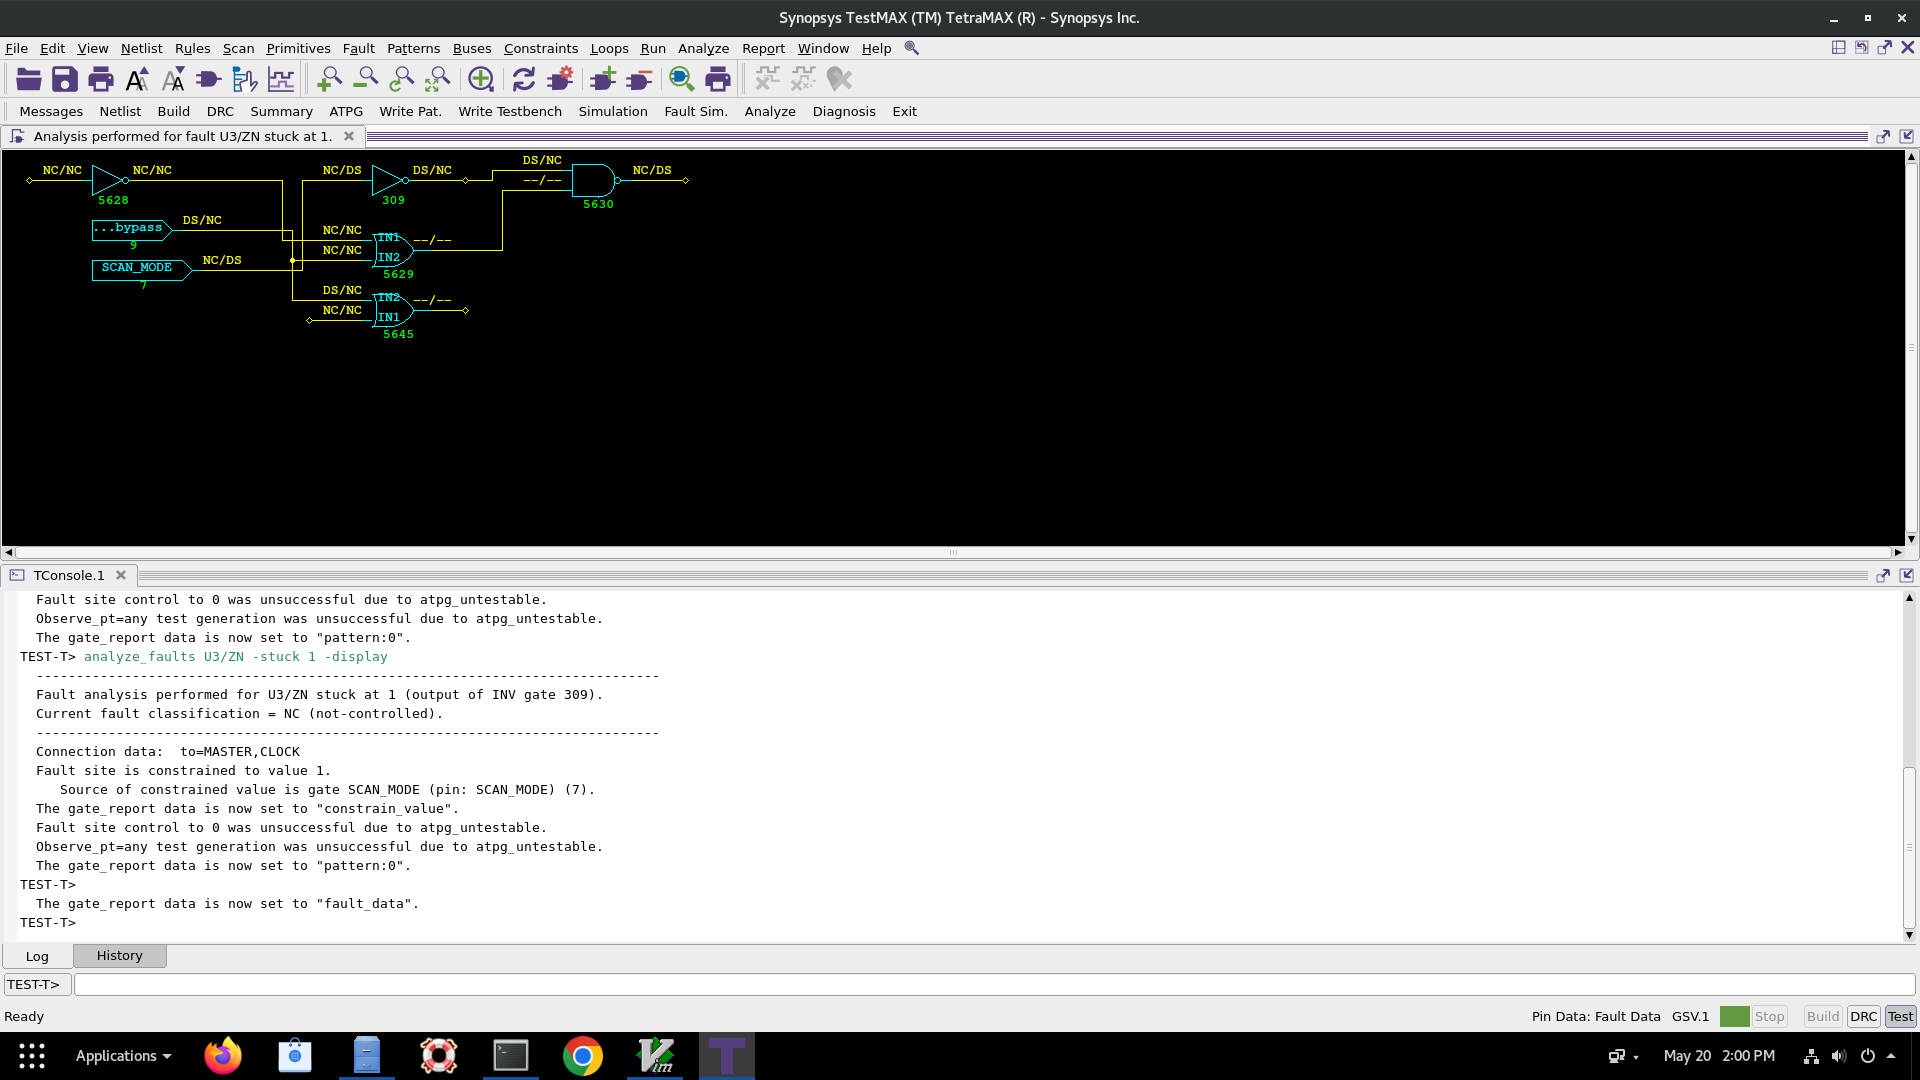 Synopsys TestMAX (TM) TetraMAX (R) - Synopsys Inc.
File Edit View Netlist Rules Scan Primitives Fault Patterns Buses Constraints Loops Run Analyze Report Window Help
Messages Netlist Build DRC Summary ATPG Write Pat. Write Testbench Simulation Fault Sim. Analyze Diagnosis Exit
Analysis performed for fault U3/ZN stuck at 1.
DS/NC
NC/NC NC/NC NC/DS DS/NC NC/DS
--/--
5628 309 5630
DS/NC
...bypass
NC/NC IN1 --/--
9
NC/NC IN2
NC/DS
SCAN_MODE
5629
7
DS/NC IN2 --/--
NC/NC IN1
5645
TConsole.1
Fault site control to 0 was unsuccessful due to atpg_untestable.
Observe_pt=any test generation was unsuccessful due to atpg_untestable.
The gate_report data is now set to "pattern:0".
TEST-T> analyze_faults U3/ZN -stuck 1 -display
------------------------------------------------------------------------------
Fault analysis performed for U3/ZN stuck at 1 (output of INV gate 309).
Current fault classification = NC (not-controlled).
------------------------------------------------------------------------------
Connection data:  to=MASTER,CLOCK
Fault site is constrained to value 1.
Source of constrained value is gate SCAN_MODE (pin: SCAN_MODE) (7).
The gate_report data is now set to "constrain_value".
Fault site control to 0 was unsuccessful due to atpg_untestable.
Observe_pt=any test generation was unsuccessful due to atpg_untestable.
The gate_report data is now set to "pattern:0".
TEST-T>
The gate_report data is now set to "fault_data".
TEST-T>
Log History
TEST-T>
Ready Pin Data: Fault Data GSV.1 Stop Build DRC Test
Applications May 20 2:00 PM